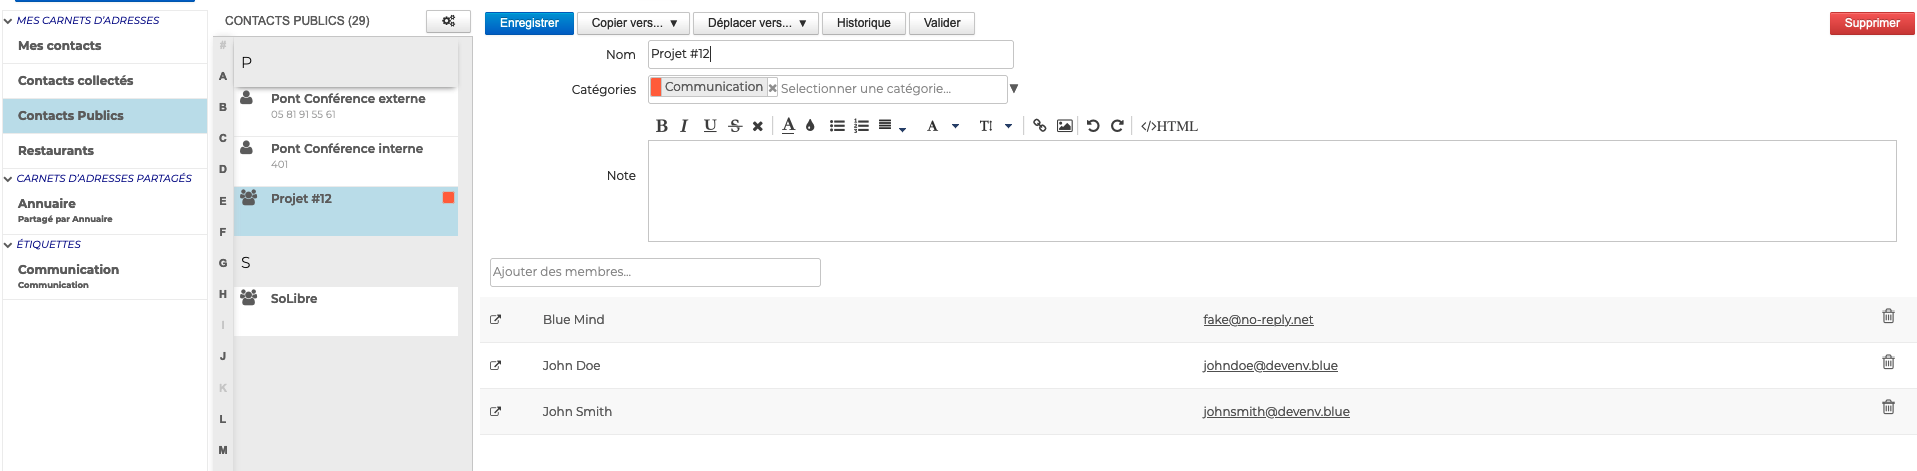 MES CARNETS D'ADRESSES
Mes contacts
Contacts collectés
Contacts Publics
Restaurants
CARNETS D'ADRESSES PARTAGÉS
Annuaire
Partagé par Annuaire
ÉTIQUETTES
Communication
Communication
CONTACTS PUBLICS (29)
#
A
B
C
D
E
F
G
H
I
J
K
L
M
P
Pont Conférence externe
05 81 91 55 61
Pont Conférence interne
401
Projet #12
S
SoLibre
Enregistrer Copier vers... ▼ Déplacer vers... ▼ Historique Valider Supprimer
Nom Projet #12
Catégories Communication × Selectionner une catégorie... ▼
B I U S × A A T! </>HTML
Note
Ajouter des membres...
Blue Mind fake@no-reply.net
John Doe johndoe@devenv.blue
John Smith johnsmith@devenv.blue